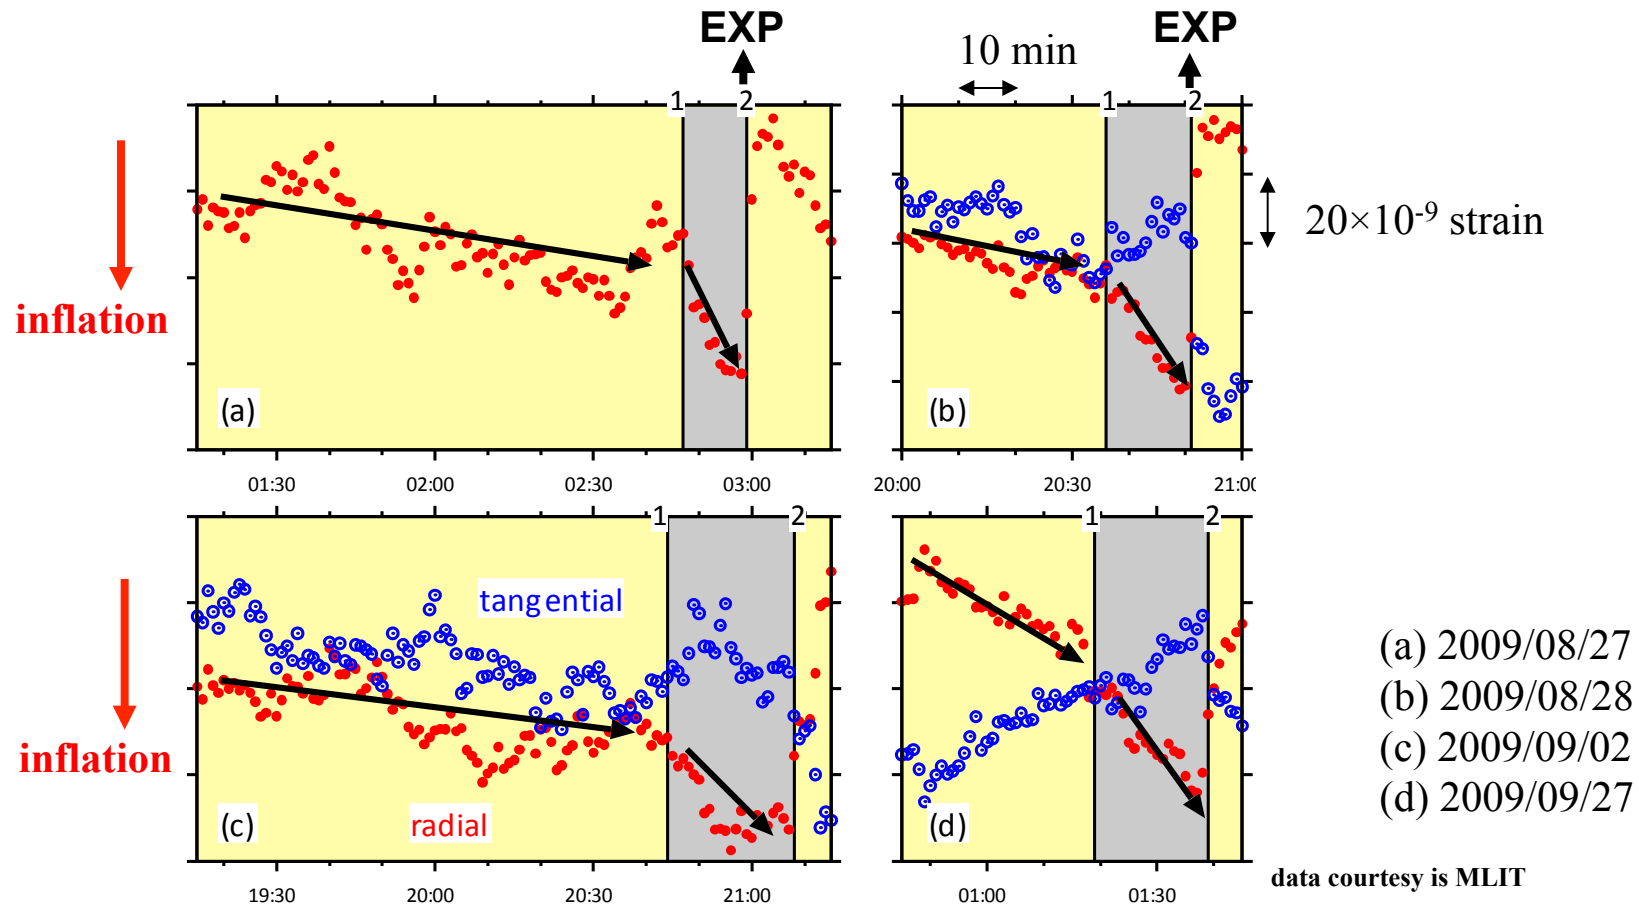 EXP
EXP
10 min
1
2
1
2
20×10⁻⁹ strain
inflation
(a)
(b)
01:30
02:00
02:30
03:00
20:00
20:30
21:00
1
2
1
2
tangential
inflation
radial
(c)
(d)
19:30
20:00
20:30
21:00
01:00
01:30
(a) 2009/08/27
(b) 2009/08/28
(c) 2009/09/02
(d) 2009/09/27
data courtesy is MLIT